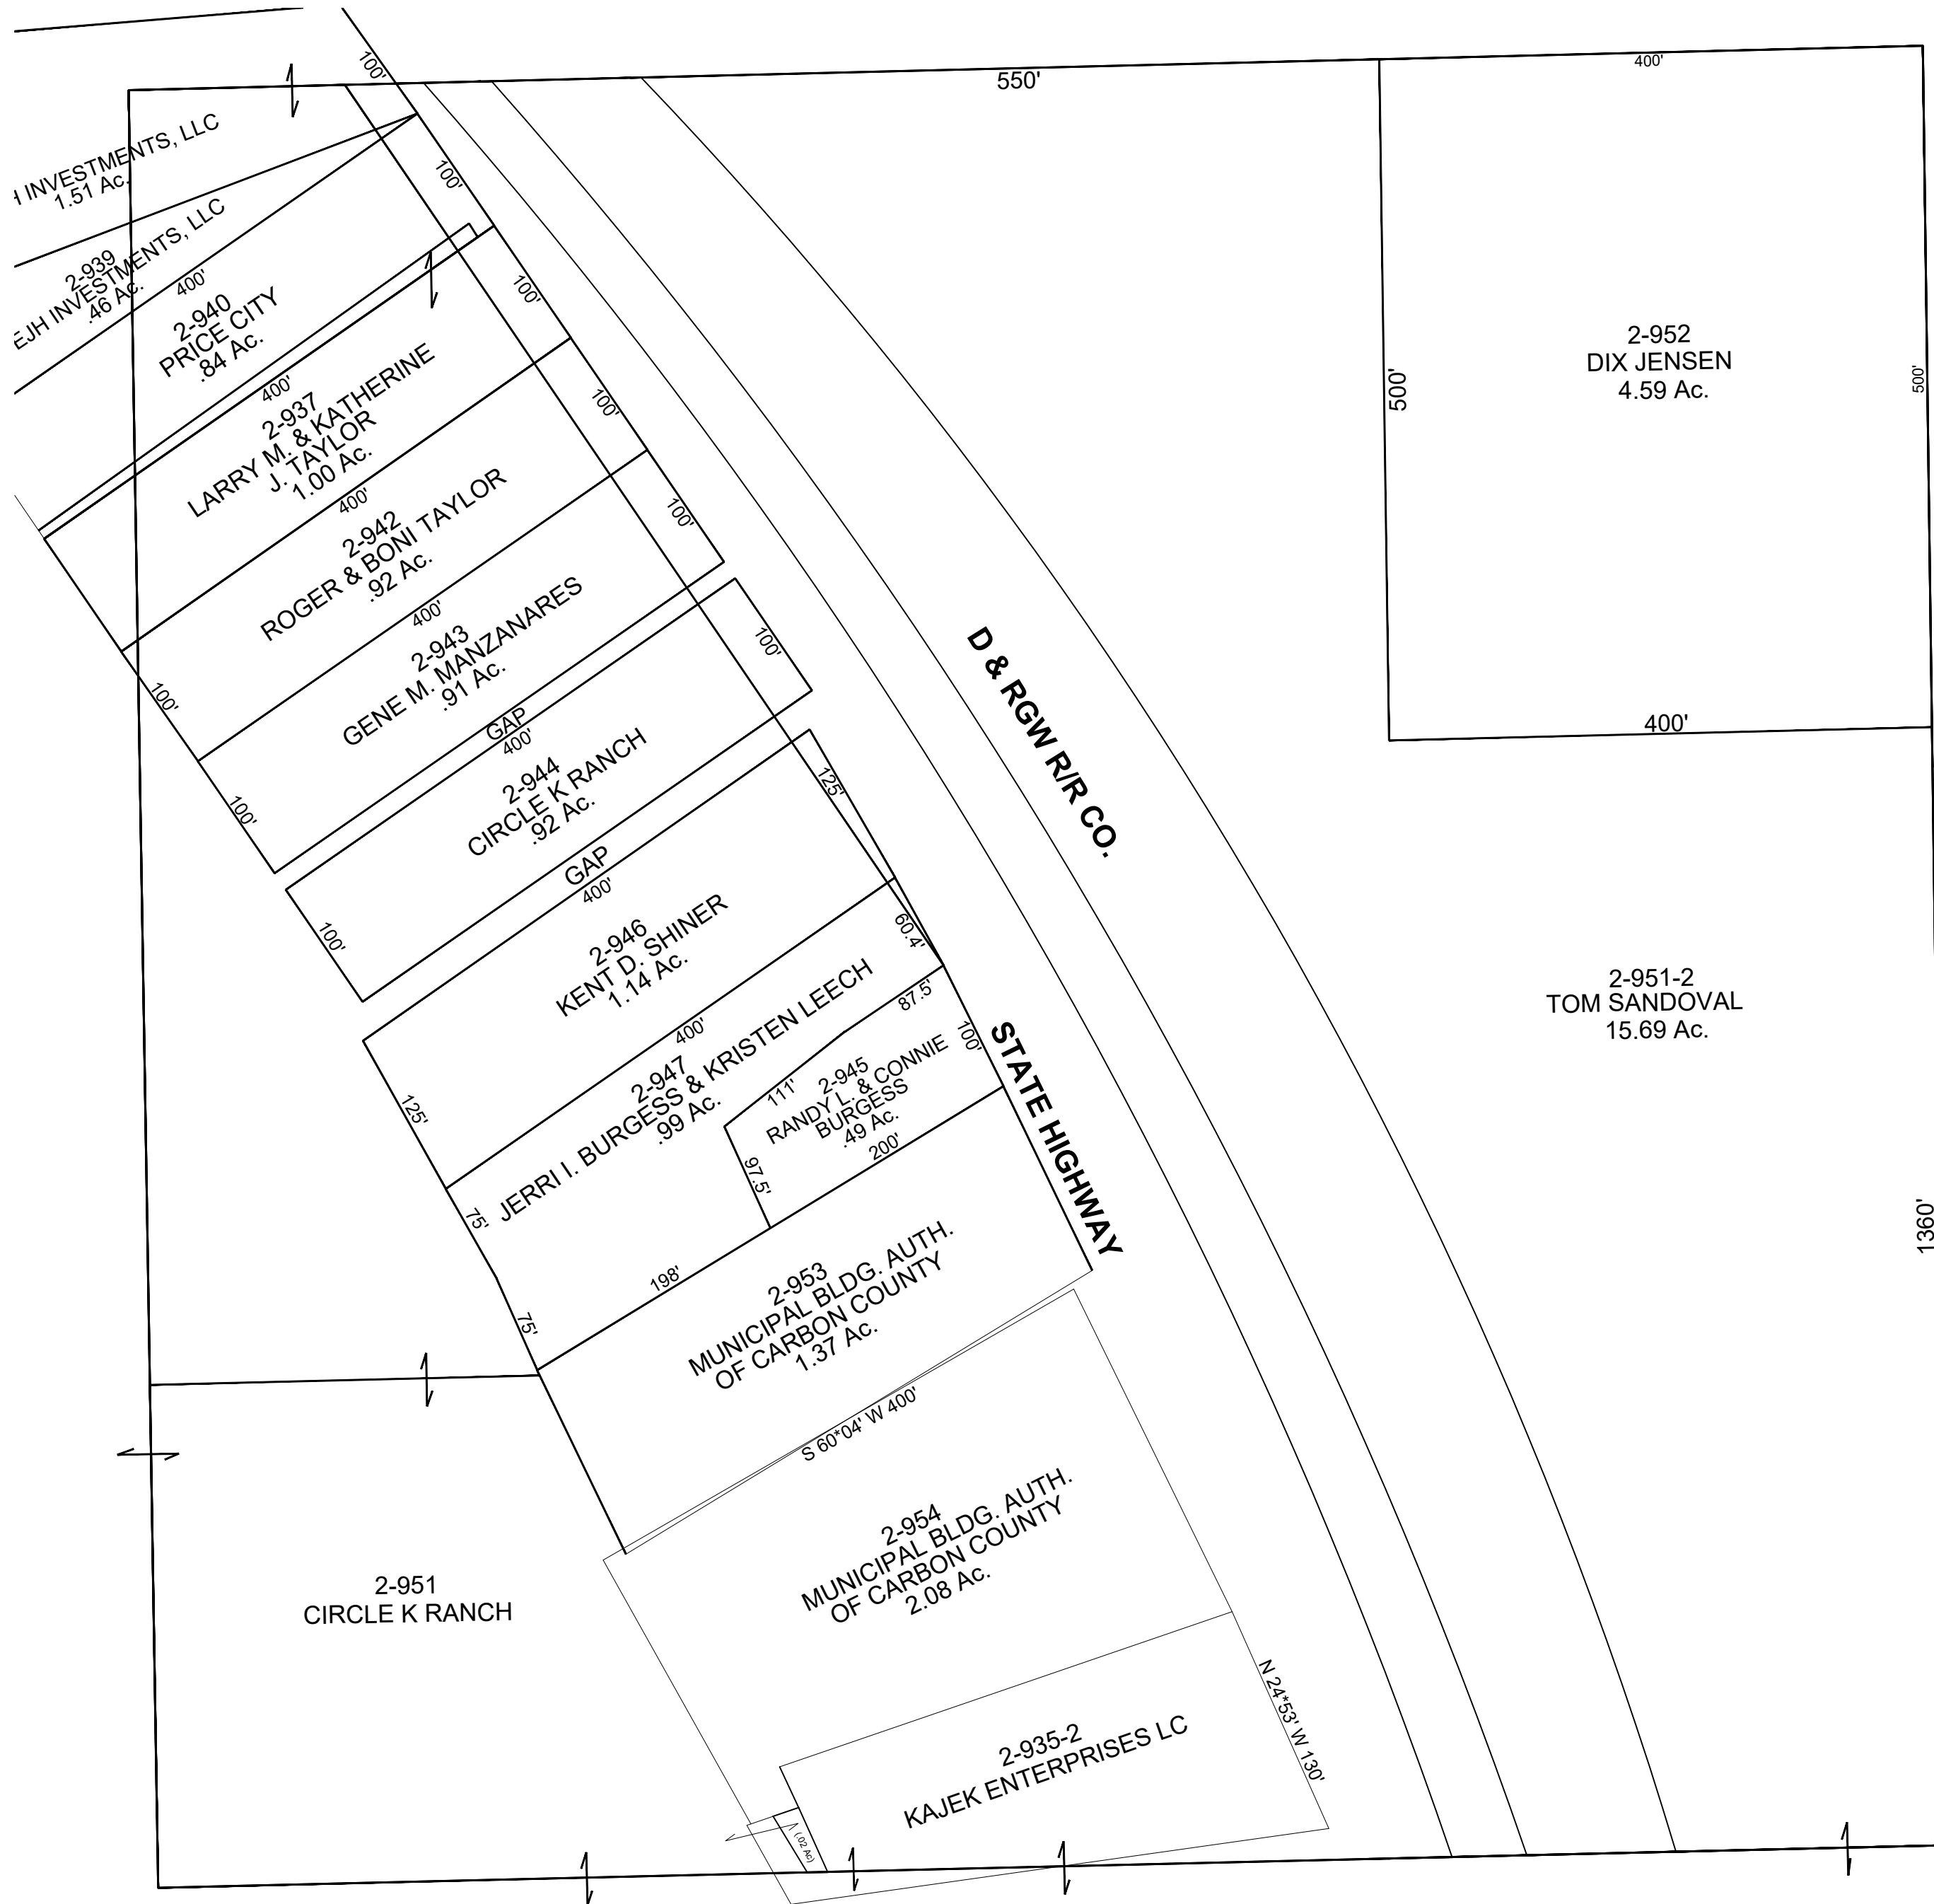 100'
550'
400'
H INVESTMENTS, LLC
1.51 Ac.
100'
2-939
EJH INVESTMENTS, LLC
.46 Ac.
400'
2-940
PRICE CITY
.84 Ac.
100'
400'
2-937
LARRY M. & KATHERINE
J. TAYLOR
1.00 Ac.
100'
400'
2-942
ROGER & BONI TAYLOR
.92 Ac.
100'
400'
2-943
GENE M. MANZANARES
.91 Ac.
100'
100'
GAP
400'
2-944
CIRCLE K RANCH
.92 Ac.
100'
100'
GAP
400'
125'
2-946
KENT D. SHINER
1.14 Ac.
125'
400'
60.4'
2-947
JERRI I. BURGESS & KRISTEN LEECH
.99 Ac.
75'
75'
87.5'
100'
111'
2-945
RANDY L. & CONNIE
BURGESS
.49 Ac.
97.5'
200'
198'
2-953
MUNICIPAL BLDG. AUTH.
OF CARBON COUNTY
1.37 Ac.
S 60*04' W 400'
2-954
MUNICIPAL BLDG. AUTH.
OF CARBON COUNTY
2.08 Ac.
N 24*53' W 130'
2-935-2
KAJEK ENTERPRISES LC
(.02 Ac)
2-951
CIRCLE K RANCH
D & RGW R/R CO.
STATE HIGHWAY
2-952
DIX JENSEN
4.59 Ac.
500'
500'
400'
2-951-2
TOM SANDOVAL
15.69 Ac.
1360'